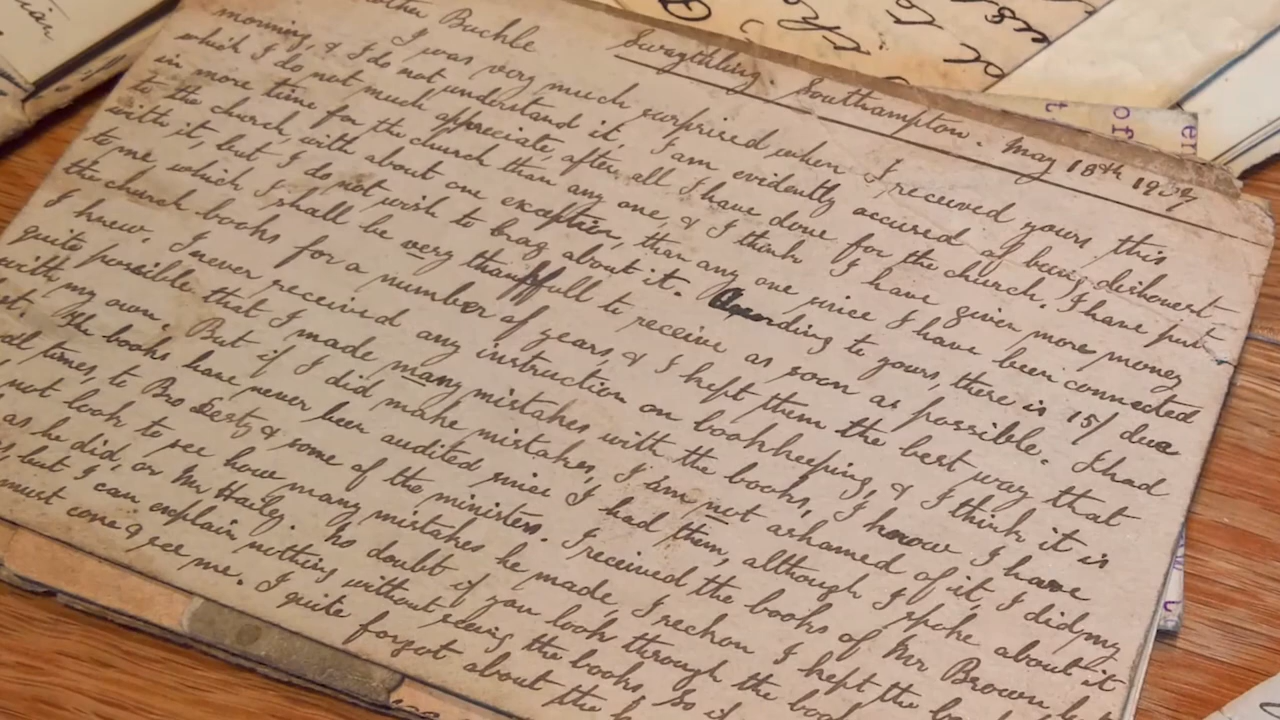 Swaythling. Southampton. May 18th 193
other Buckle
I was very much surprised when I received yours this
morning, & I do not understand it, I am evidently accused of being dishonest
which I do not much appreciate, after all I have done for the church. I have put
in more time for the church than any one, & I think I have given more money
to the church, with about one exception, than any one since I have been connected
with it, but I do not wish to brag about it. According to yours, there is 15/ due
to me, which I shall be very thankfull to receive as soon as possible. I had
the church books for a number of years, & I kept them the best way that
I knew. I never received any instruction on bookkeeping, & I think it is
quite possible that I made many mistakes with the books, I know I have
with my own. But if I did make mistakes, I am not ashamed of it, I did my
st. The books have never been audited since I had them, although I spoke about it
all times, to Bro & some of the ministers. I received the books of Mr Brown,
not look to see how many mistakes he made, I reckon I kept the
as he did, or Mr Hailey. No doubt if you look through the
but I can explain nothing without seeing the books, so
must come & see me. I quite forgot about the